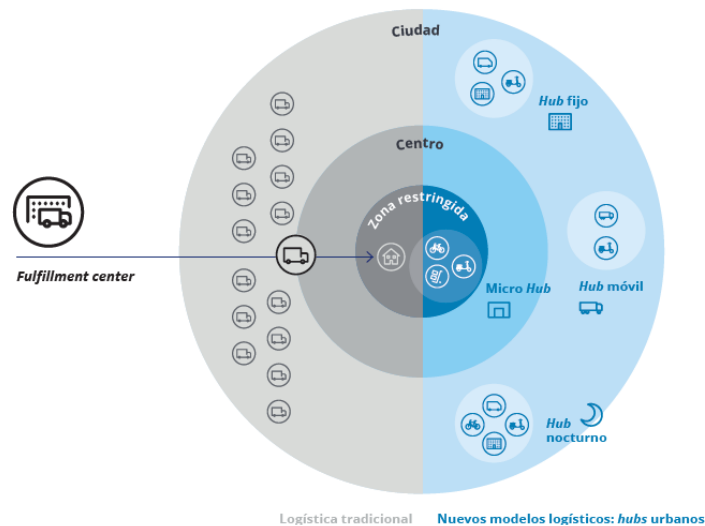 Ciudad
Hub fijo
Centro
Zona restringida
Fulfillment center
Micro Hub
Hub móvil
Hub
nocturno
Logística tradicional
Nuevos modelos logísticos: hubs urbanos